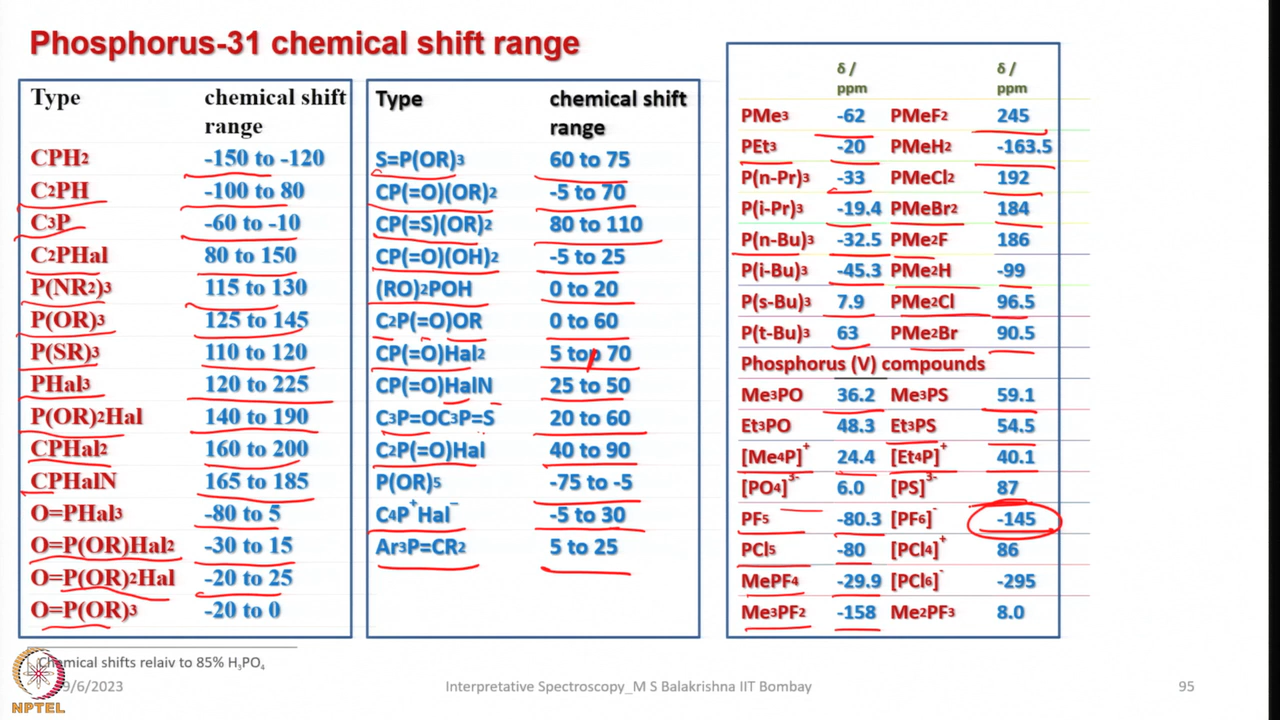 Phosphorus-31 chemical shift range
Type chemical shift
range
CPH2 -150 to -120
C2PH -100 to 80
C3P -60 to -10
C2PHal 80 to 150
P(NR2)3 115 to 130
P(OR)3 125 to 145
P(SR)3 110 to 120
PHal3 120 to 225
P(OR)2Hal 140 to 190
CPHal2 160 to 200
CPHalN 165 to 185
O=PHal3 -80 to 5
O=P(OR)Hal2 -30 to 15
O=P(OR)2Hal -20 to 25
O=P(OR)3 -20 to 0
Type chemical shift
range
S=P(OR)3 60 to 75
CP(=O)(OR)2 -5 to 70
CP(=S)(OR)2 80 to 110
CP(=O)(OH)2 -5 to 25
(RO)2POH 0 to 20
C2P(=O)OR 0 to 60
CP(=O)Hal2 5 top 70
CP(=O)HalN 25 to 50
C3P=OC3P=S 20 to 60
C2P(=O)Hal 40 to 90
P(OR)5 -75 to -5
C4P+Hal- -5 to 30
Ar3P=CR2 5 to 25
δ / δ /
ppm ppm
PMe3 -62 PMeF2 245
PEt3 -20 PMeH2 -163.5
P(n-Pr)3 -33 PMeCl2 192
P(i-Pr)3 -19.4 PMeBr2 184
P(n-Bu)3 -32.5 PMe2F 186
P(i-Bu)3 -45.3 PMe2H -99
P(s-Bu)3 7.9 PMe2Cl 96.5
P(t-Bu)3 63 PMe2Br 90.5
Phosphorus (V) compounds
Me3PO 36.2 Me3PS 59.1
Et3PO 48.3 Et3PS 54.5
[Me4P]+ 24.4 [Et4P]+ 40.1
[PO4]3- 6.0 [PS]3- 87
PF5 -80.3 [PF6]- -145
PCl5 -80 [PCl4]+ 86
MePF4 -29.9 [PCl6]- -295
Me3PF2 -158 Me2PF3 8.0
Chemical shifts relaiv to 85% H3PO4
9/6/2023 Interpretative Spectroscopy_M S Balakrishna IIT Bombay 95
NPTEL